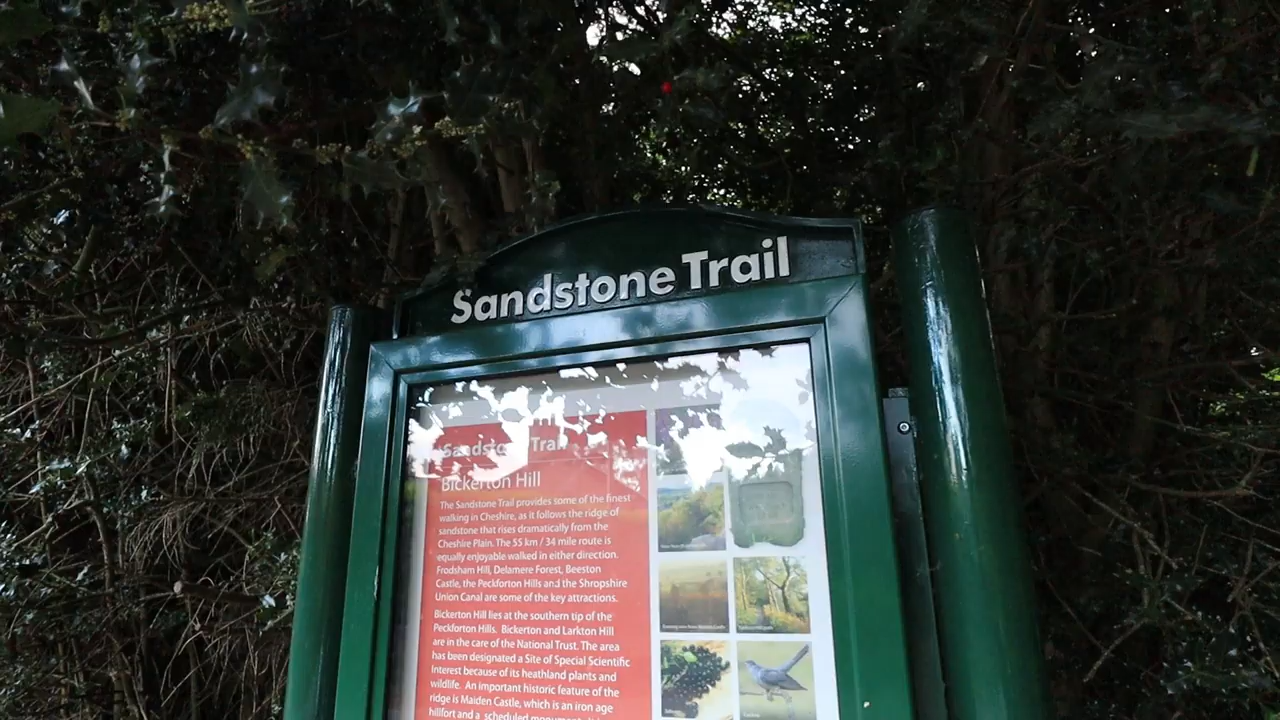 Sandstone Trail
Sandstone Trail
Bickerton Hill
The Sandstone Trail provides some of the finest
walking in Cheshire, as it follows the ridge of
sandstone that rises dramatically from the
Cheshire Plain. The 55 km / 34 mile route is
equally enjoyable walked in either direction.
Frodsham Hill, Delamere Forest, Beeston
Castle, the Peckforton Hills and the Shropshire
Union Canal are some of the key attractions.
Bickerton Hill lies at the southern tip of the
Peckforton Hills. Bickerton and Larkton Hill
are in the care of the National Trust. The area
has been designated a Site of Special Scientific
Interest because of its heathland plants and
wildlife. An important historic feature of the
ridge is Maiden Castle, which is an iron age
hillfort and a scheduled